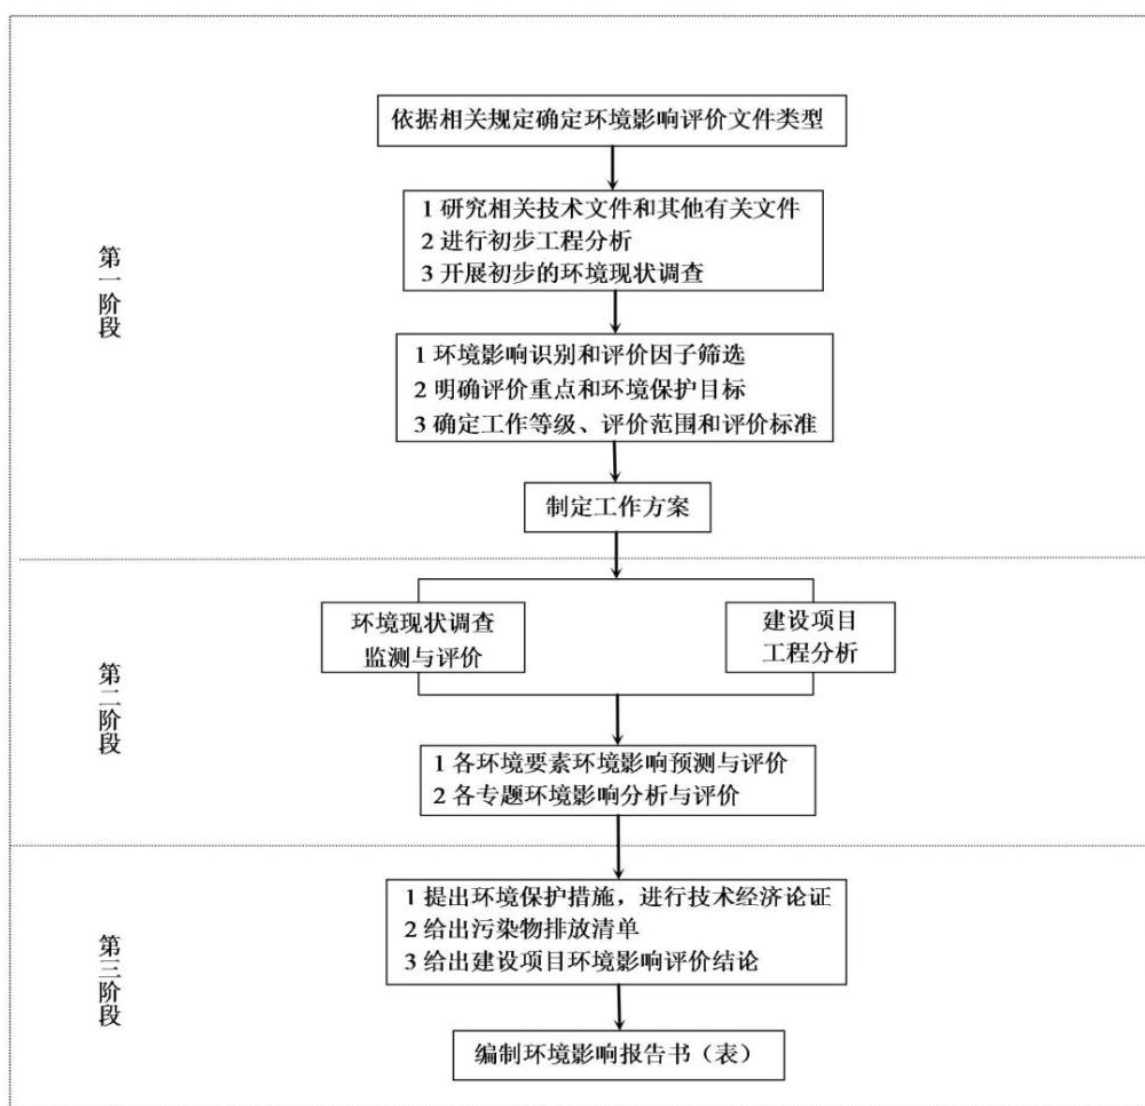 依据相关规定确定环境影响评价文件类型
1 研究相关技术文件和其他有关文件
2 进行初步工程分析
3 开展初步的环境现状调查
第一阶段
1 环境影响识别和评价因子筛选
2 明确评价重点和环境保护目标
3 确定工作等级、评价范围和评价标准
制定工作方案
第二阶段
环境现状调查
监测与评价
建设项目
工程分析
1 各环境要素环境影响预测与评价
2 各专题环境影响分析与评价
第三阶段
1 提出环境保护措施，进行技术经济论证
2 给出污染物排放清单
3 给出建设项目环境影响评价结论
编制环境影响报告书（表）